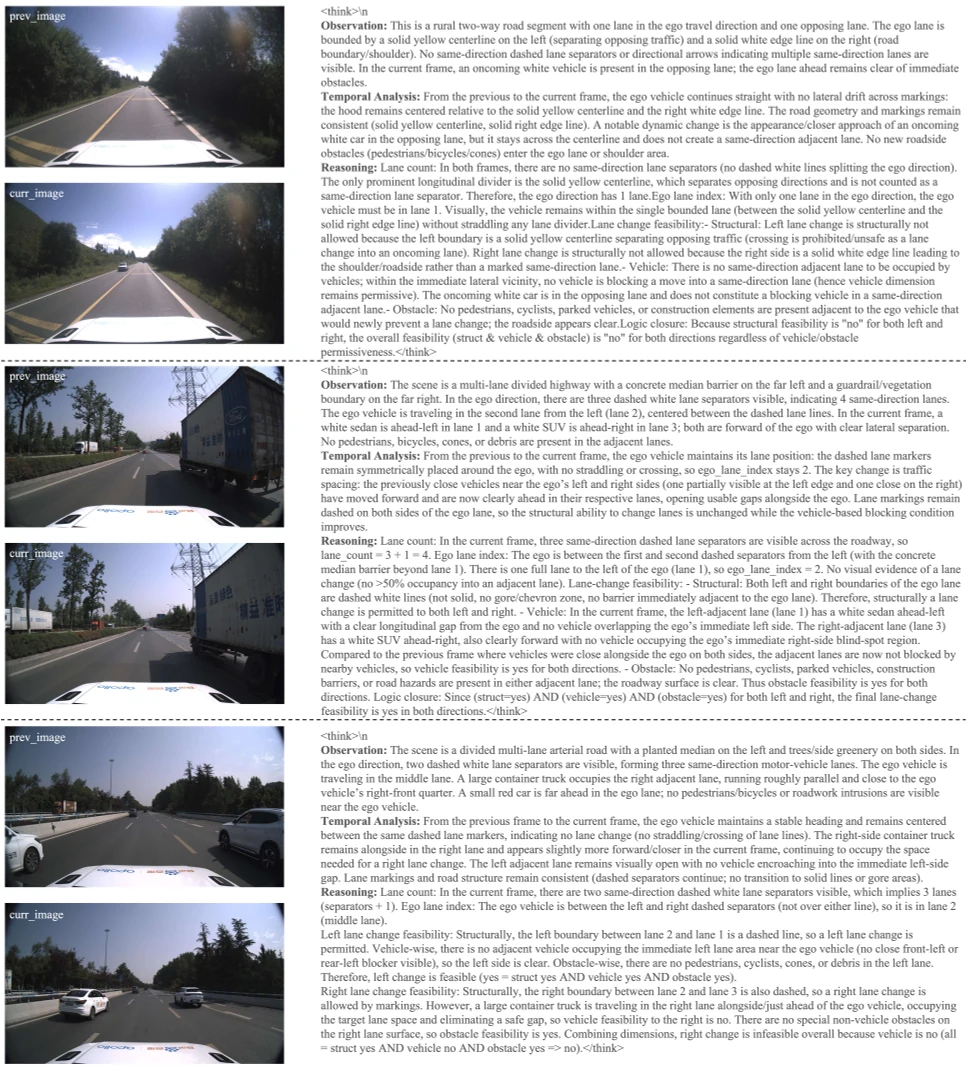 prev_image
<think>\n
Observation: This is a rural two-way road segment with one lane in the ego travel direction and one opposing lane. The ego lane is
bounded by a solid yellow centerline on the left (separating opposing traffic) and a solid white edge line on the right (road
boundary/shoulder). No same-direction dashed lane separators or directional arrows indicating multiple same-direction lanes are
visible. In the current frame, an oncoming white vehicle is present in the opposing lane; the ego lane ahead remains clear of immediate
obstacles.
Temporal Analysis: From the previous to the current frame, the ego vehicle continues straight with no lateral drift across markings:
the hood remains centered relative to the solid yellow centerline and the right white edge line. The road geometry and markings remain
consistent (solid yellow centerline, solid right edge line). A notable dynamic change is the appearance/closer approach of an oncoming
white car in the opposing lane, but it stays across the centerline and does not create a same-direction adjacent lane. No new roadside
obstacles (pedestrians/bicycles/cones) enter the ego lane or shoulder area.
curr_image
Reasoning: Lane count: In both frames, there are no same-direction lane separators (no dashed white lines splitting the ego direction).
The only prominent longitudinal divider is the solid yellow centerline, which separates opposing directions and is not counted as a
same-direction lane separator. Therefore, the ego direction has 1 lane.Ego lane index: With only one lane in the ego direction, the ego
vehicle must be in lane 1. Visually, the vehicle remains within the single bounded lane (between the solid yellow centerline and the
solid right edge line) without straddling any lane divider.Lane change feasibility:- Structural: Left lane change is structurally not
allowed because the left boundary is a solid yellow centerline separating opposing traffic (crossing is prohibited/unsafe as a lane
change into an oncoming lane). Right lane change is structurally not allowed because the right side is a solid white edge line leading to
the shoulder/roadside rather than a marked same-direction lane.- Vehicle: There is no same-direction adjacent lane to be occupied by
vehicles; within the immediate lateral vicinity, no vehicle is blocking a move into a same-direction lane (hence vehicle dimension
remains permissive). The oncoming white car is in the opposing lane and does not constitute a blocking vehicle in a same-direction
adjacent lane.- Obstacle: No pedestrians, cyclists, parked vehicles, or construction elements are present adjacent to the ego vehicle that
would newly prevent a lane change; the roadside appears clear.Logic closure: Because structural feasibility is "no" for both left and
right, the overall feasibility (struct & vehicle & obstacle) is "no" for both directions regardless of vehicle/obstacle
permissiveness.</think>
prev_image
<think>\n
Observation: The scene is a multi-lane divided highway with a concrete median barrier on the far left and a guardrail/vegetation
boundary on the far right. In the ego direction, there are three dashed white lane separators visible, indicating 4 same-direction lanes.
The ego vehicle is traveling in the second lane from the left (lane 2), centered between the dashed lane lines. In the current frame, a
white sedan is ahead-left in lane 1 and a white SUV is ahead-right in lane 3; both are forward of the ego with clear lateral separation.
No pedestrians, bicycles, cones, or debris are present in the adjacent lanes.
Temporal Analysis: From the previous to the current frame, the ego vehicle maintains its lane position: the dashed lane markers
remain symmetrically placed around the ego, with no straddling or crossing, so ego_lane_index stays 2. The key change is traffic
spacing: the previously close vehicles near the ego's left and right sides (one partially visible at the left edge and one close on the right)
have moved forward and are now clearly ahead in their respective lanes, opening usable gaps alongside the ego. Lane markings remain
dashed on both sides of the ego lane, so the structural ability to change lanes is unchanged while the vehicle-based blocking condition
improves.
curr_image
Reasoning: Lane count: In the current frame, three same-direction dashed lane separators are visible across the roadway, so
lane_count = 3 + 1 = 4. Ego lane index: The ego is between the first and second dashed separators from the left (with the concrete
median barrier beyond lane 1). There is one full lane to the left of the ego (lane 1), so ego_lane_index = 2. No visual evidence of a lane
change (no >50% occupancy into an adjacent lane). Lane-change feasibility: - Structural: Both left and right boundaries of the ego lane
are dashed white lines (not solid, no gore/chevron zone, no barrier immediately adjacent to the ego lane). Therefore, structurally a lane
change is permitted to both left and right. - Vehicle: In the current frame, the left-adjacent lane (lane 1) has a white sedan ahead-left
with a clear longitudinal gap from the ego and no vehicle overlapping the ego's immediate left side. The right-adjacent lane (lane 3)
has a white SUV ahead-right, also clearly forward with no vehicle occupying the ego's immediate right-side blind-spot region.
Compared to the previous frame where vehicles were close alongside the ego on both sides, the adjacent lanes are now not blocked by
nearby vehicles, so vehicle feasibility is yes for both directions. - Obstacle: No pedestrians, cyclists, parked vehicles, construction
barriers, or road hazards are present in either adjacent lane; the roadway surface is clear. Thus obstacle feasibility is yes for both
directions. Logic closure: Since (struct=yes) AND (vehicle=yes) AND (obstacle=yes) for both left and right, the final lane-change
feasibility is yes in both directions.</think>
prev_image
<think>\n
Observation: The scene is a divided multi-lane arterial road with a planted median on the left and trees/side greenery on both sides. In
the ego direction, two dashed white lane separators are visible, forming three same-direction motor-vehicle lanes. The ego vehicle is
traveling in the middle lane. A large container truck occupies the right adjacent lane, running roughly parallel and close to the ego
vehicle's right-front quarter. A small red car is far ahead in the ego lane; no pedestrians/bicycles or roadwork intrusions are visible
near the ego vehicle.
Temporal Analysis: From the previous frame to the current frame, the ego vehicle maintains a stable heading and remains centered
between the same dashed lane markers, indicating no lane change (no straddling/crossing of lane lines). The right-side container truck
remains alongside in the right lane and appears slightly more forward/closer in the current frame, continuing to occupy the space
needed for a right lane change. The left adjacent lane remains visually open with no vehicle encroaching into the immediate left-side
gap. Lane markings and road structure remain consistent (dashed separators continue; no transition to solid lines or gore areas).
apollo
curr_image
Reasoning: Lane count: In the current frame, there are two same-direction dashed white lane separators visible, which implies 3 lanes
(separators + 1). Ego lane index: The ego vehicle is between the left and right dashed separators (not over either line), so it is in lane 2
(middle lane).
Left lane change feasibility: Structurally, the left boundary between lane 2 and lane 1 is a dashed line, so a left lane change is
permitted. Vehicle-wise, there is no adjacent vehicle occupying the immediate left lane area near the ego vehicle (no close front-left or
rear-left blocker visible), so the left side is clear. Obstacle-wise, there are no pedestrians, cyclists, cones, or debris in the left lane.
Therefore, left change is feasible (yes = struct yes AND vehicle yes AND obstacle yes).
Right lane change feasibility: Structurally, the right boundary between lane 2 and lane 3 is also dashed, so a right lane change is
allowed by markings. However, a large container truck is traveling in the right lane alongside/just ahead of the ego vehicle, occupying
the target lane space and eliminating a safe gap, so vehicle feasibility to the right is no. There are no special non-vehicle obstacles on
the right lane surface, so obstacle feasibility is yes. Combining dimensions, right change is infeasible overall because vehicle is no (all
= struct yes AND vehicle no AND obstacle yes => no).</think>
apollo